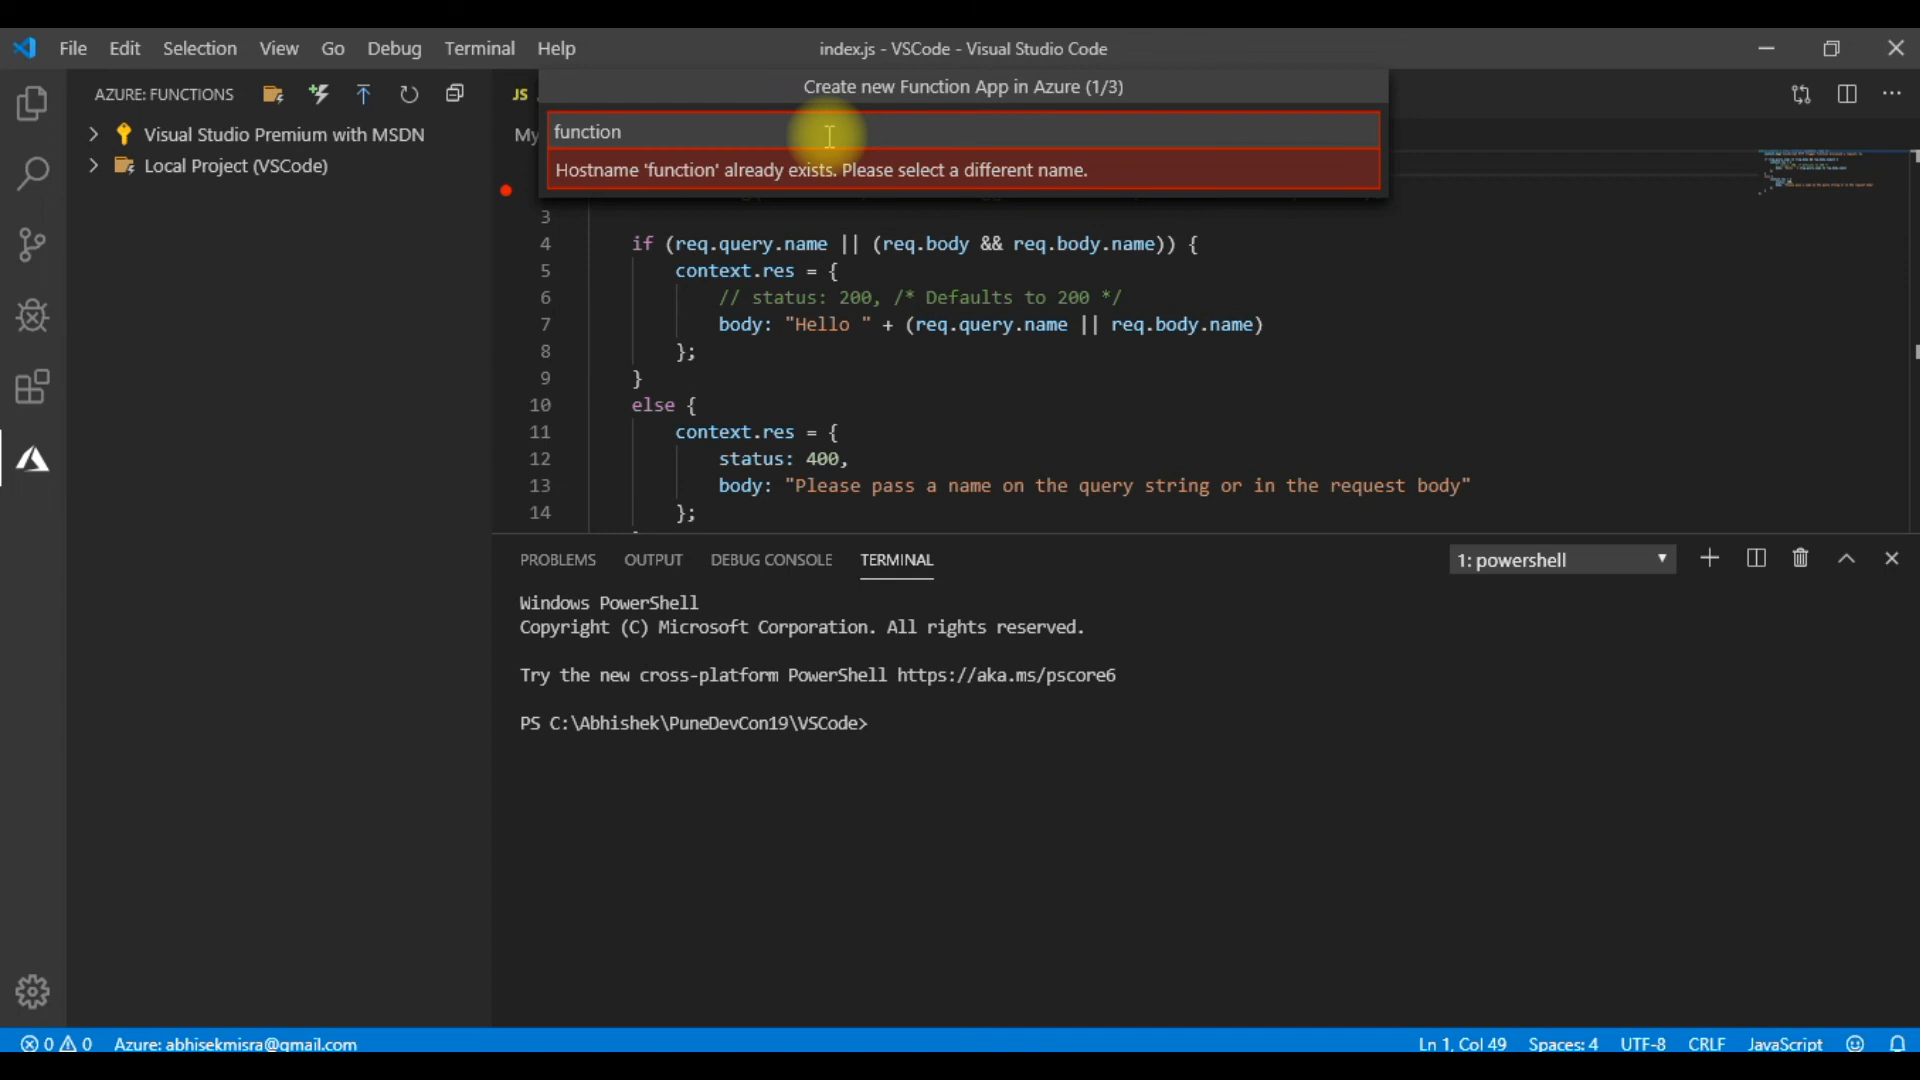 File Edit Selection View Go Debug Terminal Help
index.js - VSCode - Visual Studio Code
AZURE: FUNCTIONS
Visual Studio Premium with MSDN
Local Project (VSCode)
JS
My
Create new Function App in Azure (1/3)
function
Hostname 'function' already exists. Please select a different name.
3
4 if (req.query.name || (req.body && req.body.name)) {
5 context.res = {
6 // status: 200, /* Defaults to 200 */
7 body: "Hello " + (req.query.name || req.body.name)
8 };
9 }
10 else {
11 context.res = {
12 status: 400,
13 body: "Please pass a name on the query string or in the request body"
14 };
PROBLEMS OUTPUT DEBUG CONSOLE TERMINAL
1: powershell
Windows PowerShell
Copyright (C) Microsoft Corporation. All rights reserved.
Try the new cross-platform PowerShell https://aka.ms/pscore6
PS C:\Abhishek\PuneDevCon19\VSCode>
0 0 Azure: abhisekmisra@gmail.com
Ln 1, Col 49 Spaces: 4 UTF-8 CRLF JavaScript